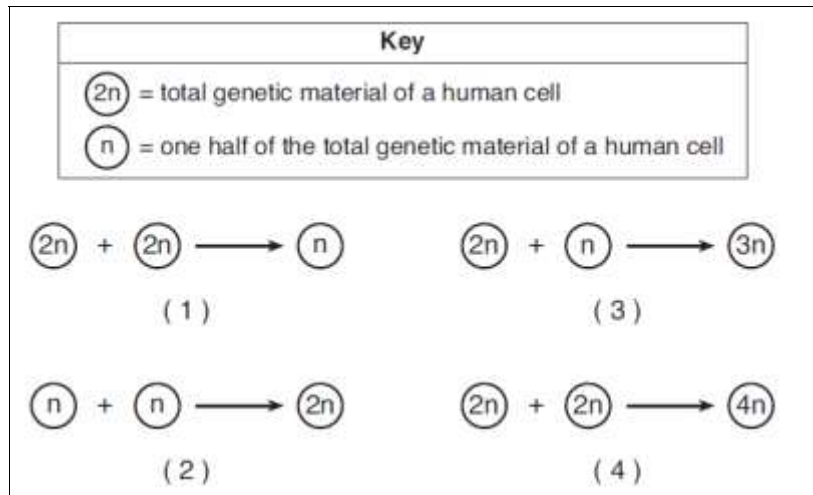 Key
2n = total genetic material of a human cell
n = one half of the total genetic material of a human cell
2n + 2n → n
(1)
2n + n → 3n
(3)
n + n → 2n
(2)
2n + 2n → 4n
(4)